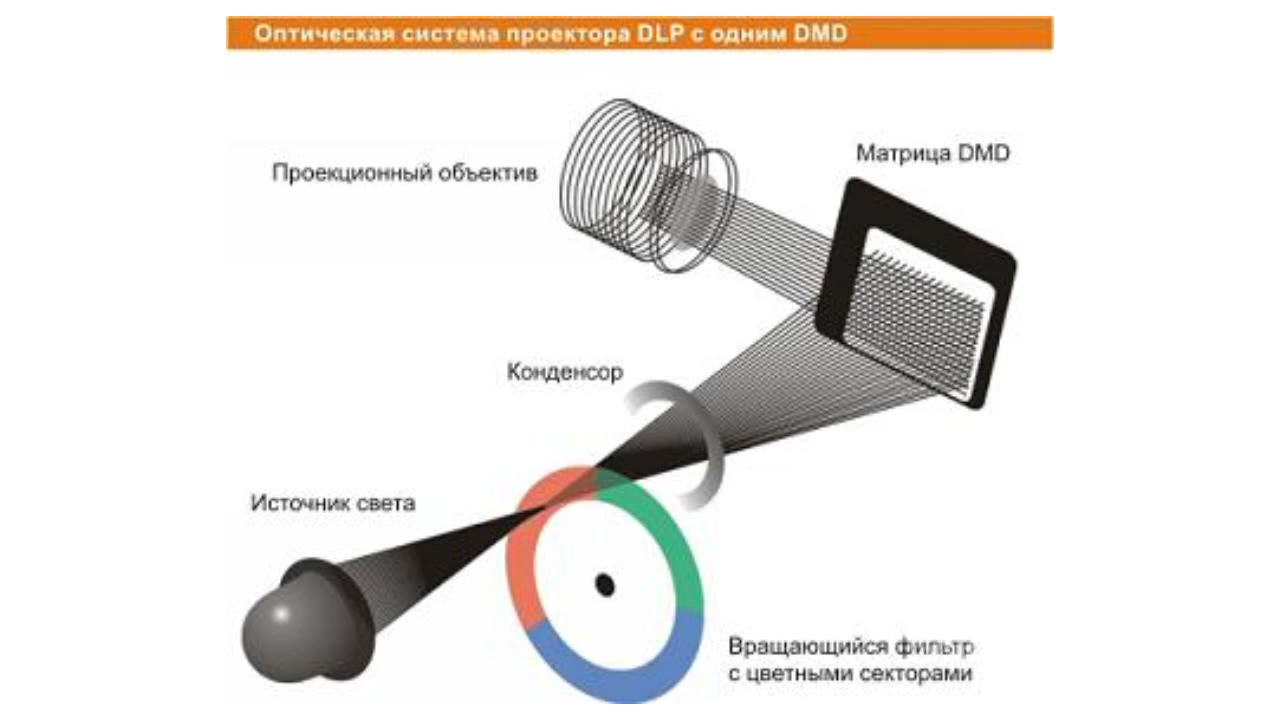 Оптическая система проектора DLP с одним DMD
Матрица DMD
Проекционный объектив
Конденсор
Источник света
Вращающийся фильтр
с цветными секторами